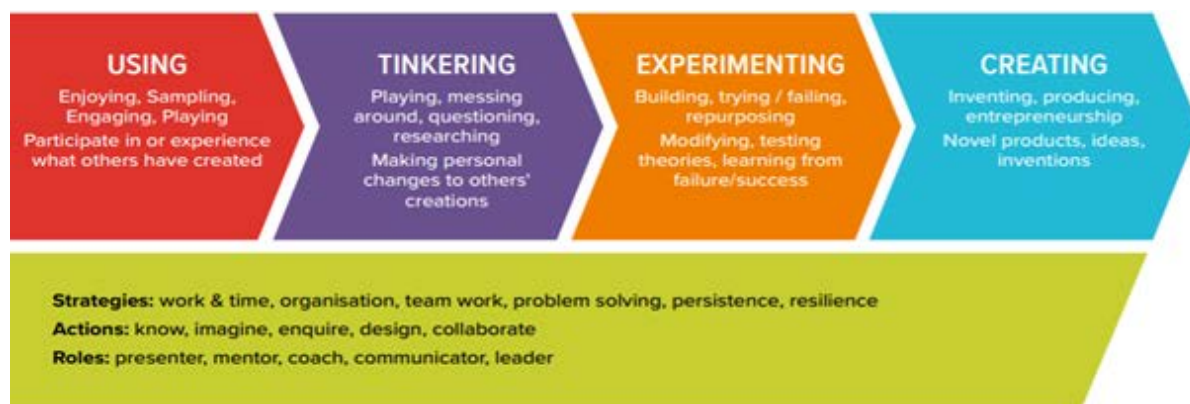 USING
Enjoying, Sampling,
Engaging, Playing
Participate in or experience
what others have created
TINKERING
Playing, messing
around, questioning,
researching
Making personal
changes to others'
creations
EXPERIMENTING
Building, trying / failing,
repurposing
Modifying, testing
theories, learning from
failure/success
CREATING
Inventing, producing,
entrepreneurship
Novel products, ideas,
inventions
Strategies: work & time, organisation, team work, problem solving, persistence, resilience
Actions: know, imagine, enquire, design, collaborate
Roles: presenter, mentor, coach, communicator, leader